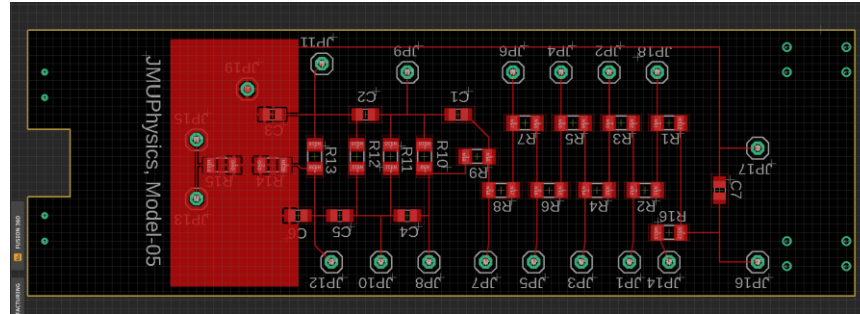 JP11
JP9
JP6
JP4
JP2
JP18
JP19
C2
C1
C3
JP15
R13
R12
R11
R10
R9
R7
R5
R3
R1
JP17
R15
R14
R8
R6
R4
R2
C7
R16
JP13
C6
C5
C4
JMUPhysics, Model-05
JP12
JP10
JP8
JP7
JP5
JP3
JP1
JP14
JP16
FUSION 360
FACTURING